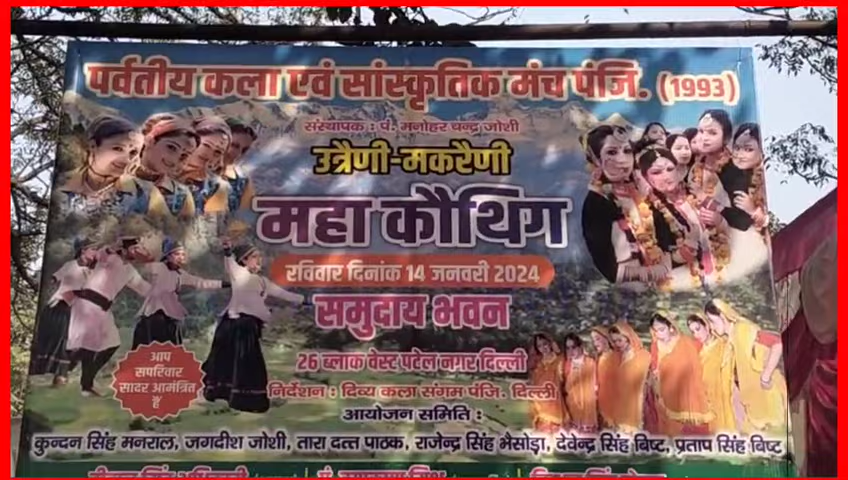 पर्वतीय कला एवं सांस्कृतिक मंच पंजि. (1993)
संस्थापक : पं. मनोहर चन्द्र जोशी
उत्रैणी-मकरैणी
महा कौथिग
रविवार दिनांक 14 जनवरी 2024
समुदाय भवन
26 ब्लाक वेस्ट पटेल नगर दिल्ली
आप
सपरिवार
सादर आमंत्रित
हैं
निर्देशन : दिव्य कला संगम पंजि. दिल्ली
आयोजन समिति :
कुन्दन सिंह मनराल, जगदीश जोशी, तारा दत्त पाठक, राजेन्द्र सिंह भैसोड़ा, देवेन्द्र सिंह बिष्ट, प्रताप सिंह बिष्ट